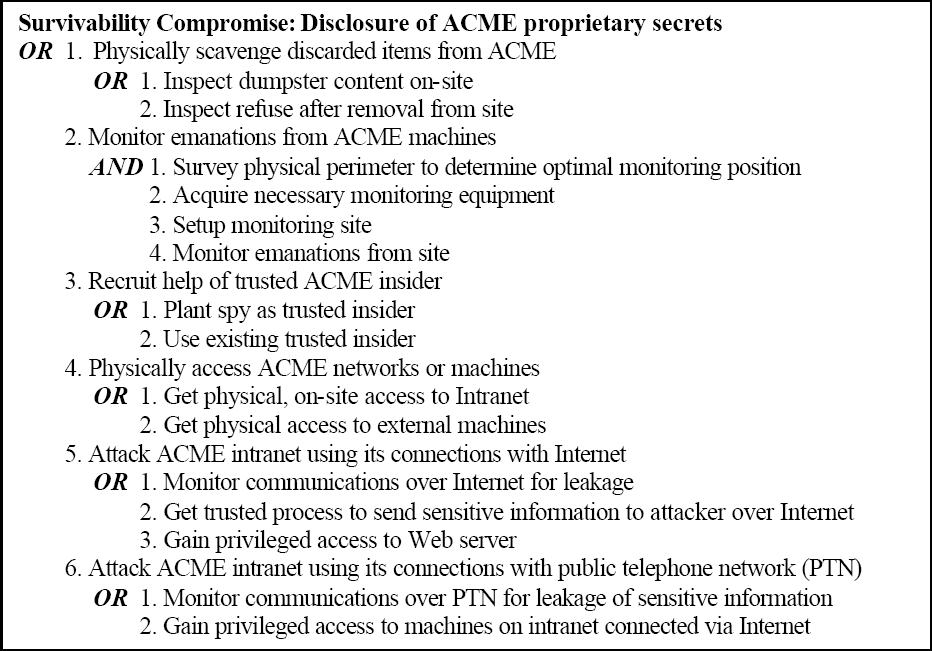 Survivability Compromise: Disclosure of ACME proprietary secrets
OR 1. Physically scavenge discarded items from ACME
OR 1. Inspect dumpster content on-site
2. Inspect refuse after removal from site
2. Monitor emanations from ACME machines
AND 1. Survey physical perimeter to determine optimal monitoring position
2. Acquire necessary monitoring equipment
3. Setup monitoring site
4. Monitor emanations from site
3. Recruit help of trusted ACME insider
OR 1. Plant spy as trusted insider
2. Use existing trusted insider
4. Physically access ACME networks or machines
OR 1. Get physical, on-site access to Intranet
2. Get physical access to external machines
5. Attack ACME intranet using its connections with Internet
OR 1. Monitor communications over Internet for leakage
2. Get trusted process to send sensitive information to attacker over Internet
3. Gain privileged access to Web server
6. Attack ACME intranet using its connections with public telephone network (PTN)
OR 1. Monitor communications over PTN for leakage of sensitive information
2. Gain privileged access to machines on intranet connected via Internet